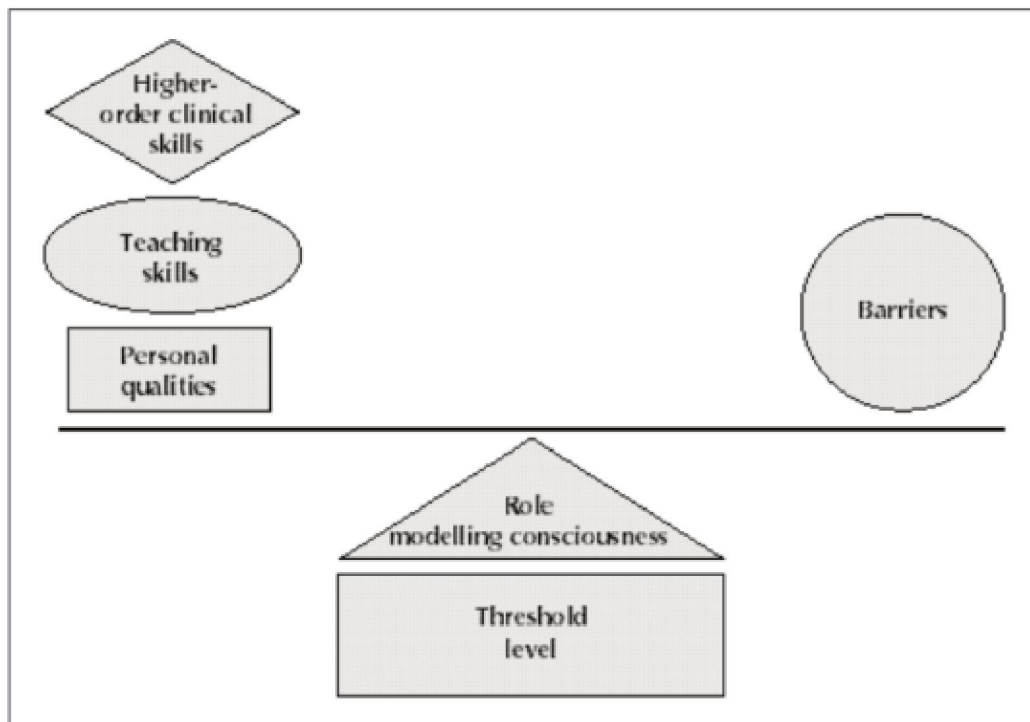 Higher-
order clinical
skills
Teaching
skills
Personal
qualities
Barriers
Role
modelling consciousness
Threshold
level